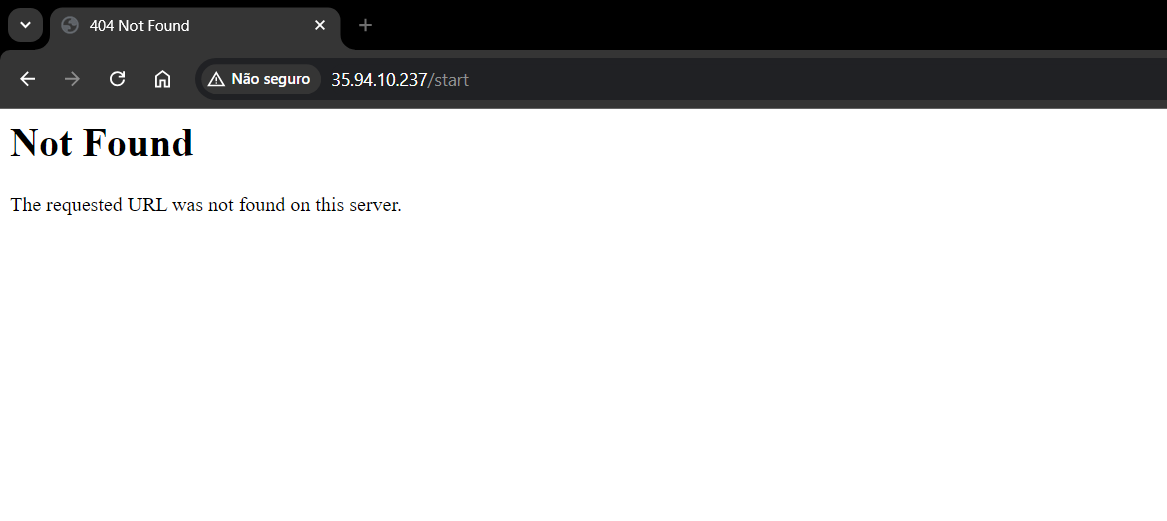 404 Not Found
Não seguro
35.94.10.237/start
Not Found
The requested URL was not found on this server.